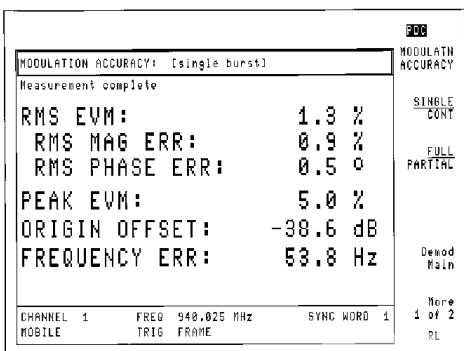 PDC
MODULATN
ACCURACY
MODULATION ACCURACY: [single burst]
Measurement complete
RMS EVM: 1.3 %
RMS MAG ERR: 0.9 %
RMS PHASE ERR: 0.5 °
PEAK EVM: 5.0 %
ORIGIN OFFSET: -38.6 dB
FREQUENCY ERR: 53.8 Hz
SINGLE
CONT
FULL
PARTIAL
Demod
Main
More
1 of 2
RL
CHANNEL 1 FREQ 940.025 MHz SYNC WORD 1
MOBILE TRIG FRAME